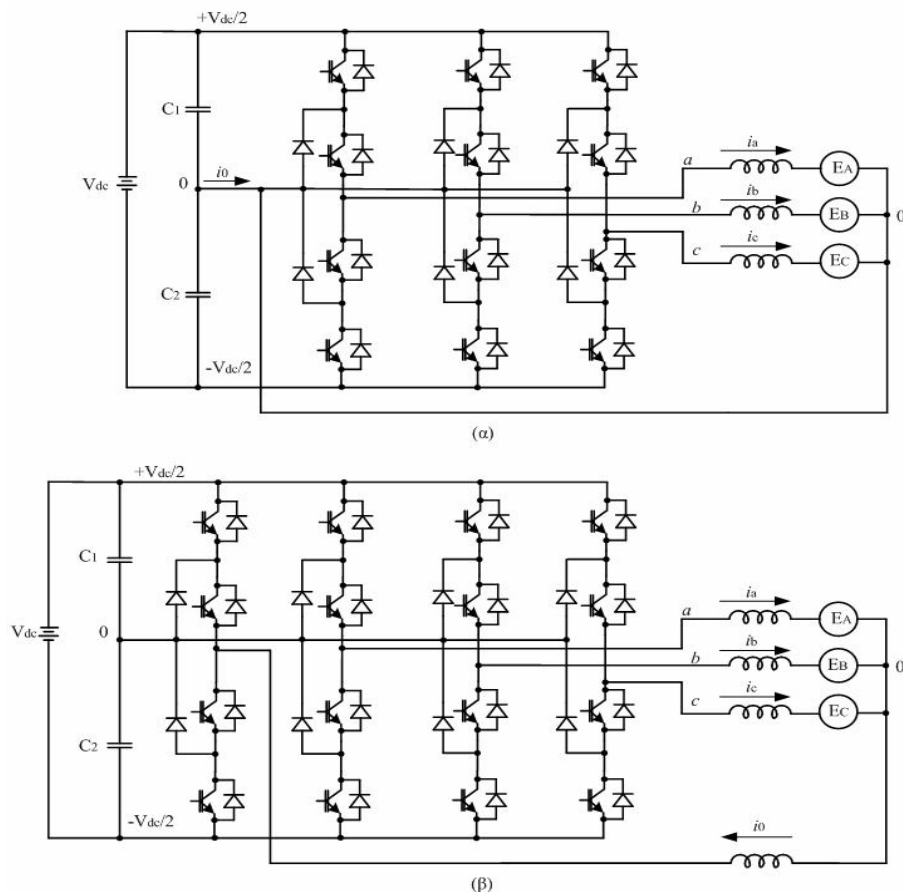 +Vdc/2
C1
Vdc
0
i0
C2
-Vdc/2
a
ia
EA
b
ib
EB
0
c
ic
EC
(α)
+Vdc/2
C1
Vdc
0
C2
-Vdc/2
a
ia
EA
b
ib
EB
0
c
ic
EC
i0
(β)